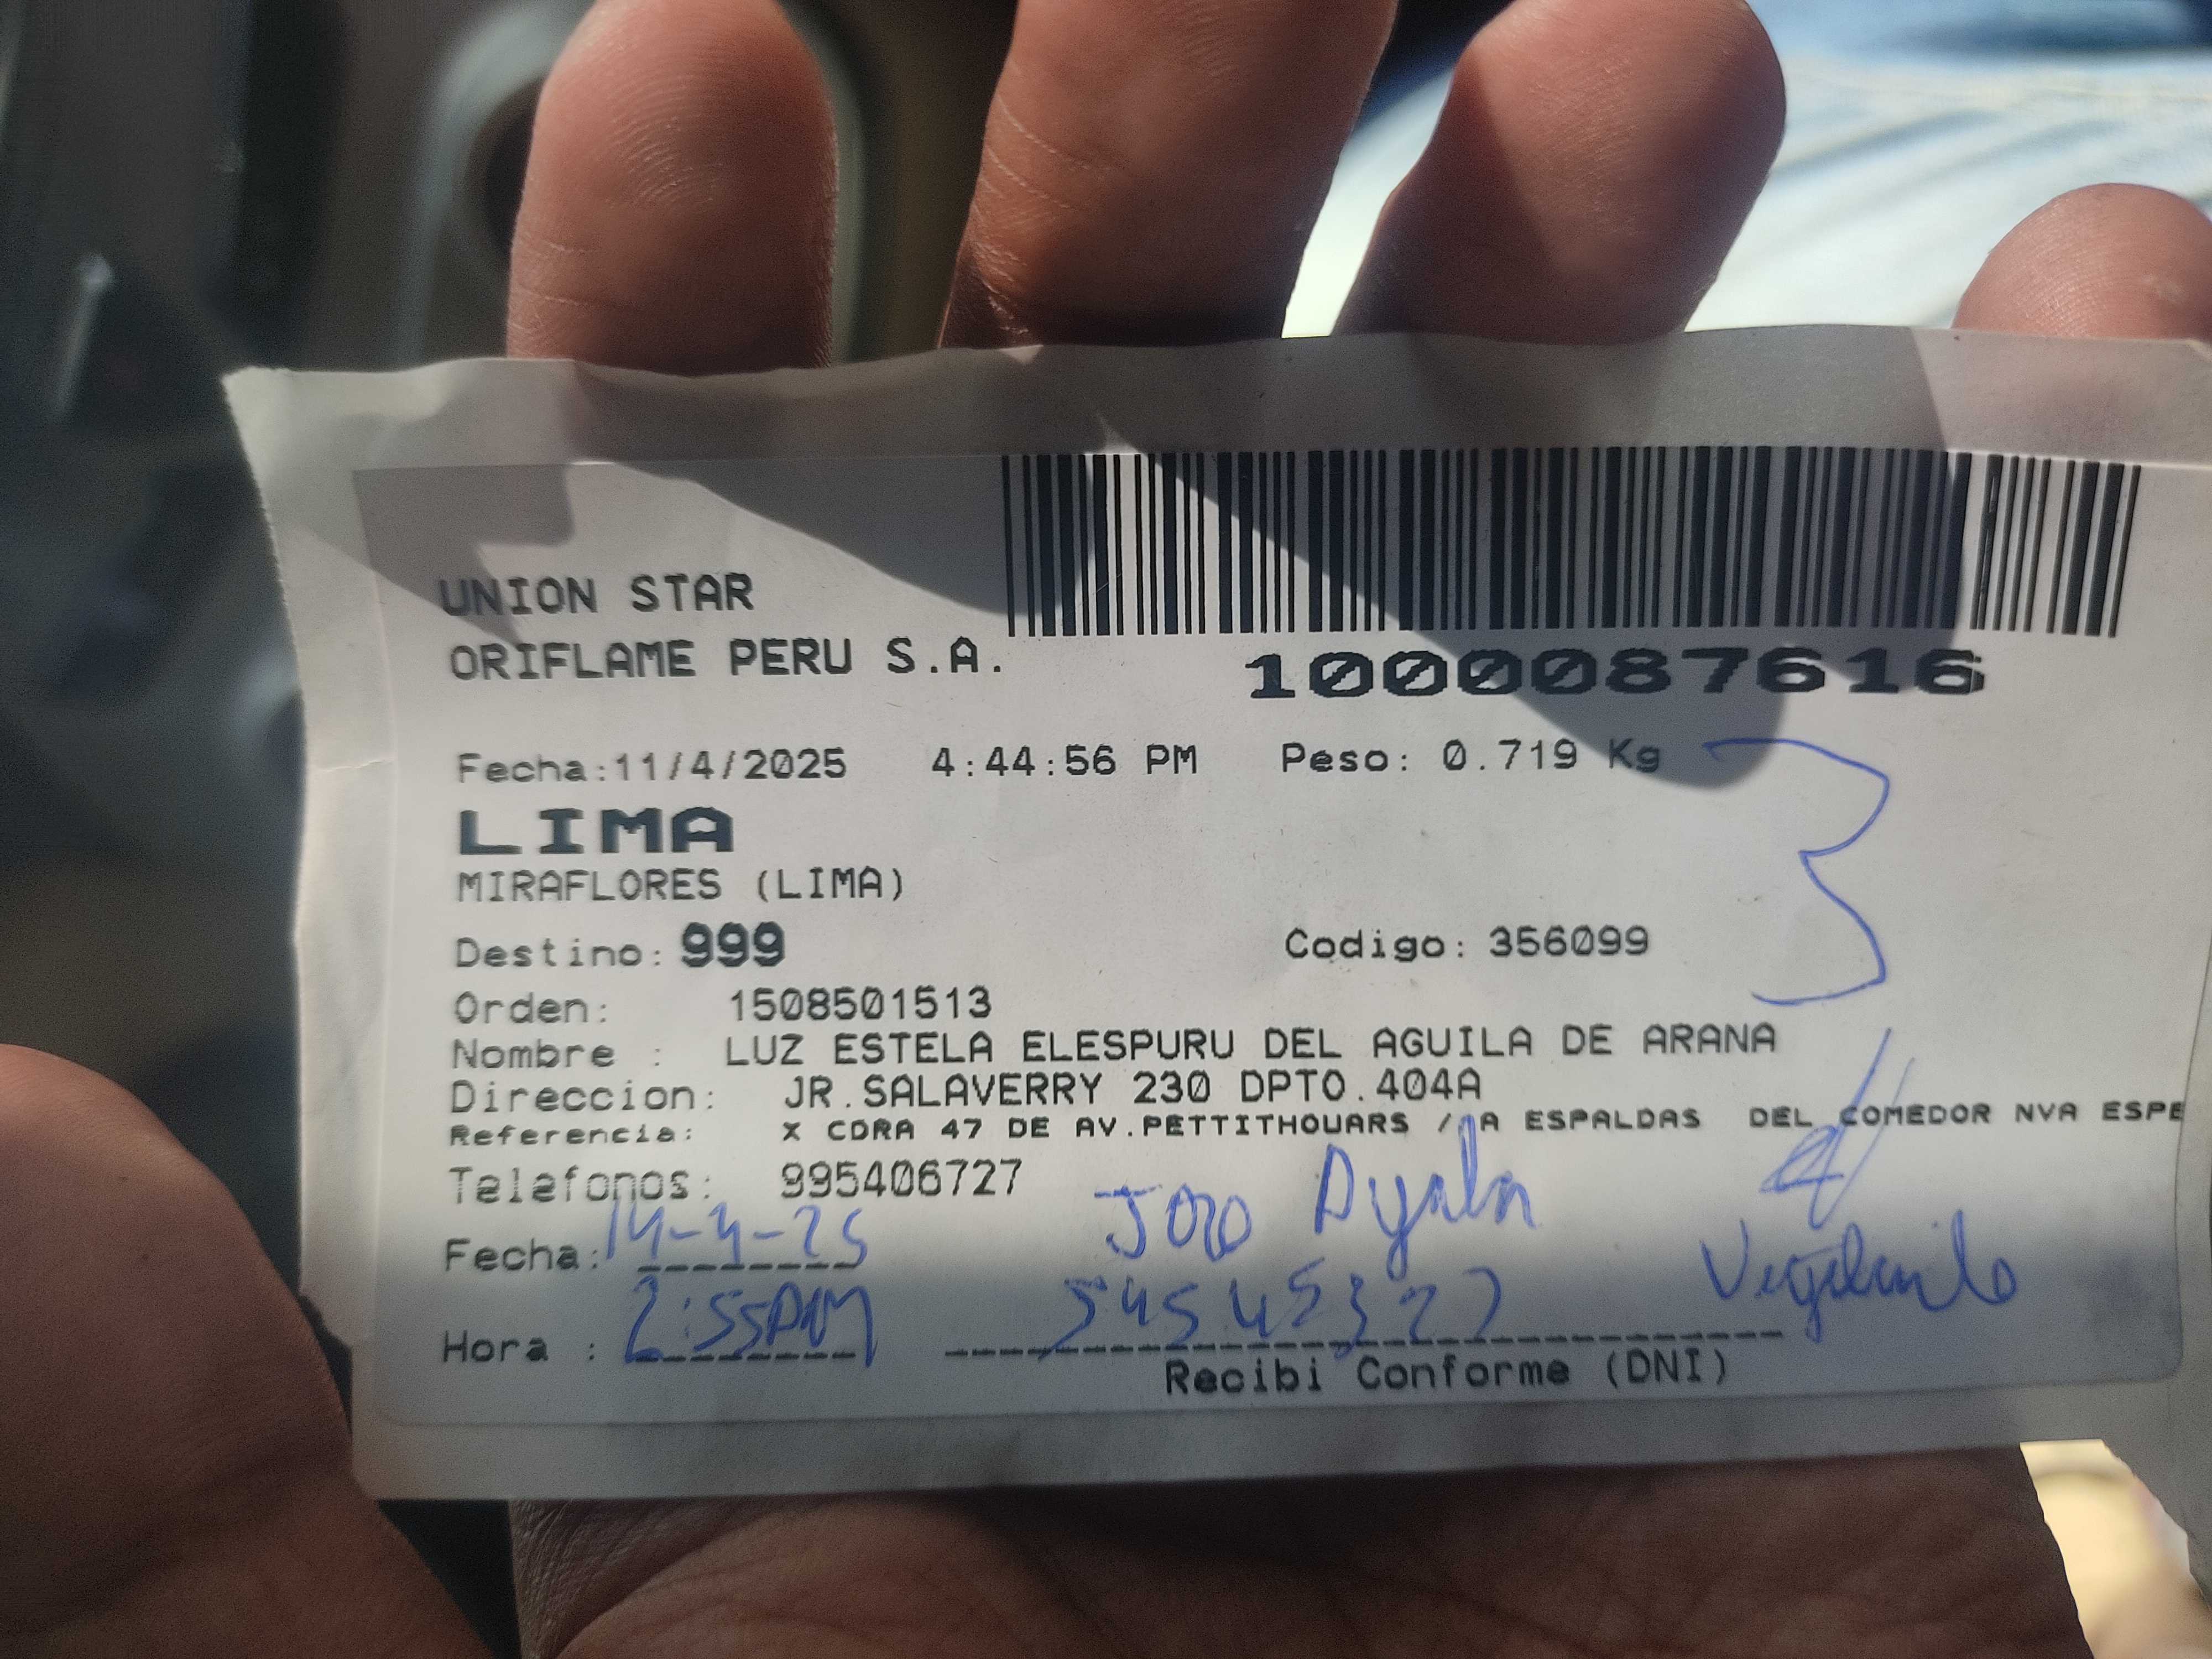 UNION STAR
ORIFLAME PERU S.A.
1000087616
Fecha:11/4/2025 4:44:56 PM Peso: 0.719 Kg
LIMA
MIRAFLORES (LIMA)
Destino: 999 Codigo: 356099
Orden: 1508501513
Nombre : LUZ ESTELA ELESPURU DEL AGUILA DE ARANA
Direccion: JR.SALAVERRY 230 DPTO.404A
Referencia: X CDRA 47 DE AV.PETTITHOUARS / A ESPALDAS DEL COMEDOR NVA ESPE
Telefonos: 995406727
Fecha: 14-4-25
Vigilante
Hora : 2:55PM
Recibi Conforme (DNI)